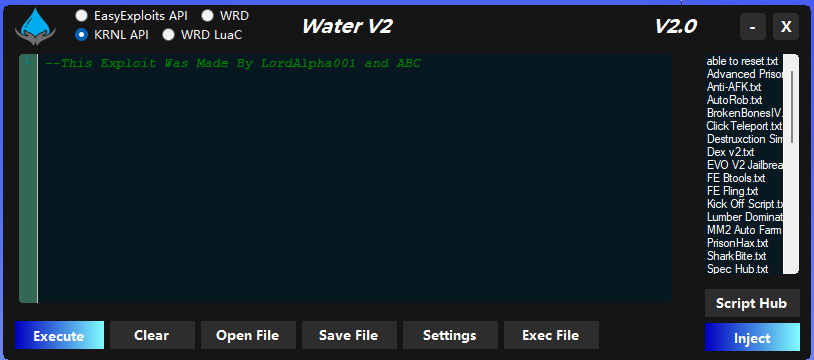 EasyExploits API WRD
KRNL API WRD LuaC
Water V2
V2.0
-
X
--This Exploit Was Made By LordAlpha001 and ABC
able to reset.txt
Advanced Prison
Anti-AFK.txt
AutoRob.txt
BrokenBonesIV.
ClickTeleport.txt
Destruxction Sim
Dex v2.txt
EVO V2 Jailbrea
FE Btools.txt
FE Fling.txt
Kick Off Script.tx
Lumber Dominat
MM2 Auto Farm
PrisonHax.txt
SharkBite.txt
Spec Hub.txt
Script Hub
Execute
Clear
Open File
Save File
Settings
Exec File
Inject